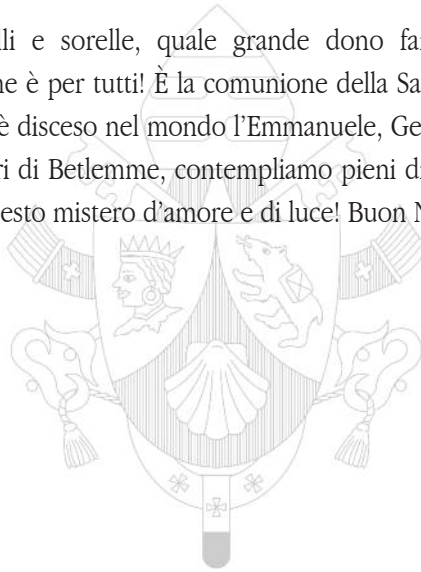 li e sorelle, quale grande dono fa
ne è per tutti! È la comunione della Sa
è disceso nel mondo l'Emmanuele, Ge
ri di Betlemme, contempliamo pieni d
esto mistero d'amore e di luce! Buon N